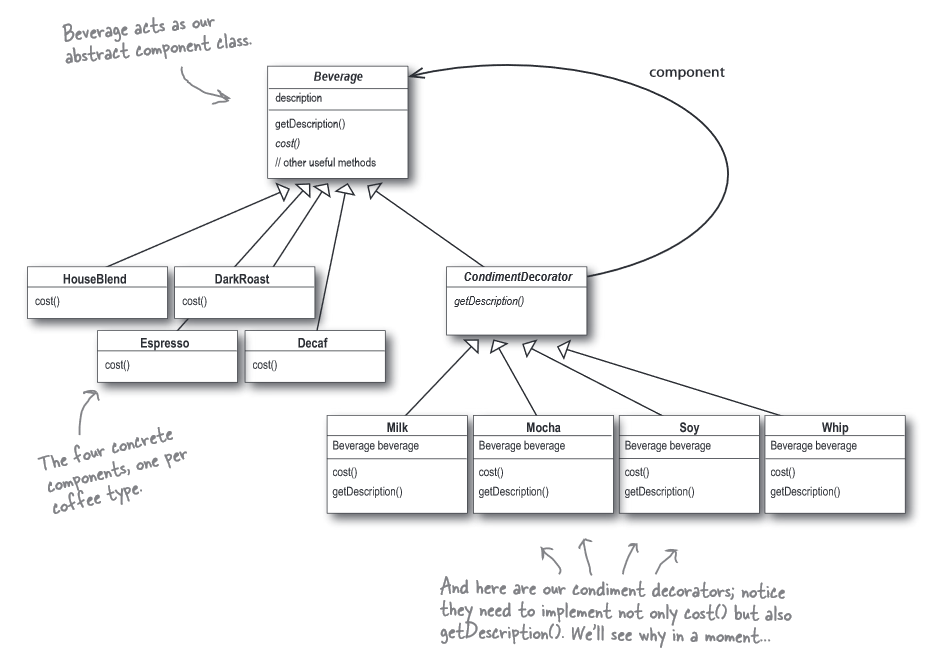 Beverage acts as our
abstract component class.
Beverage
description
getDescription()
cost()
// other useful methods
component
HouseBlend
cost()
DarkRoast
cost()
Espresso
cost()
Decaf
cost()
CondimentDecorator
getDescription()
The four concrete
components, one per
coffee type.
Milk
Beverage beverage
cost()
getDescription()
Mocha
Beverage beverage
cost()
getDescription()
Soy
Beverage beverage
cost()
getDescription()
Whip
Beverage beverage
cost()
getDescription()
And here are our condiment decorators; notice
they need to implement not only cost() but also
getDescription(). We'll see why in a moment...